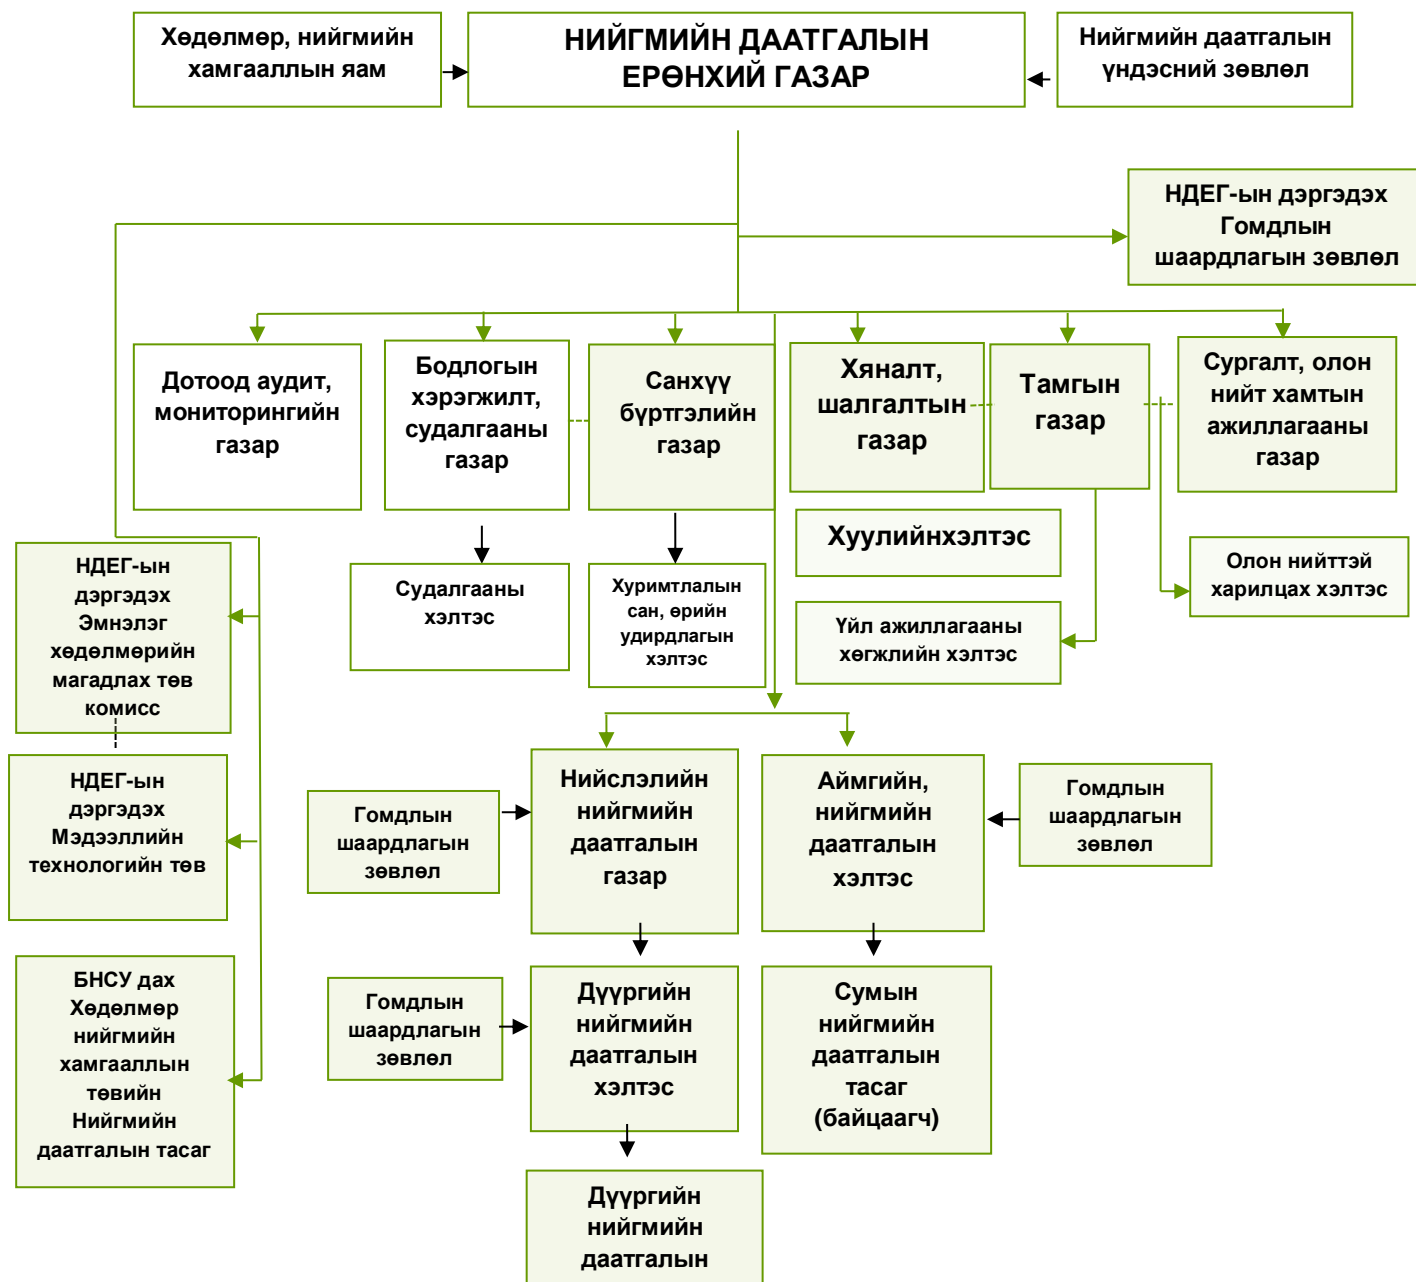 Хөдөлмөр, нийгмийн
хамгааллын яам
НИЙГМИЙН ДААТГАЛЫН
ЕРӨНХИЙ ГАЗАР
Нийгмийн даатгалын
үндэсний зөвлөл
НДЕГ-ын дэргэдэх
Гомдлын
шаардлагын зөвлөл
Дотоод аудит,
мониторингийн
газар
Бодлогын
хэрэгжилт,
судалгааны
газар
Санхүү
бүртгэлийн
газар
Хяналт,
шалгалтын
газар
Тамгын
газар
Сургалт, олон
нийт хамтын
ажиллагааны
газар
Судалгааны
хэлтэс
Хуримтлалын
сан, өрийн
удирдлагын
хэлтэс
Хуулийнхэлтэс
Үйл ажиллагааны
хөгжлийн хэлтэс
Олон нийттэй
харилцах хэлтэс
НДЕГ-ын
дэргэдэх
Эмнэлэг
хөдөлмөрийн
магадлах төв
комисс
НДЕГ-ын
дэргэдэх
Мэдээллийн
технологийн төв
БНСУ дах
Хөдөлмөр
нийгмийн
хамгааллын
төвийн
Нийгмийн
даатгалын тасаг
Гомдлын
шаардлагын
зөвлөл
Нийслэлийн
нийгмийн
даатгалын
газар
Аймгийн,
нийгмийн
даатгалын
хэлтэс
Гомдлын
шаардлагын
зөвлөл
Гомдлын
шаардлагын
зөвлөл
Дүүргийн
нийгмийн
даатгалын
хэлтэс
Сумын
нийгмийн
даатгалын
тасаг
(байцаагч)
Дүүргийн
нийгмийн
даатгалын